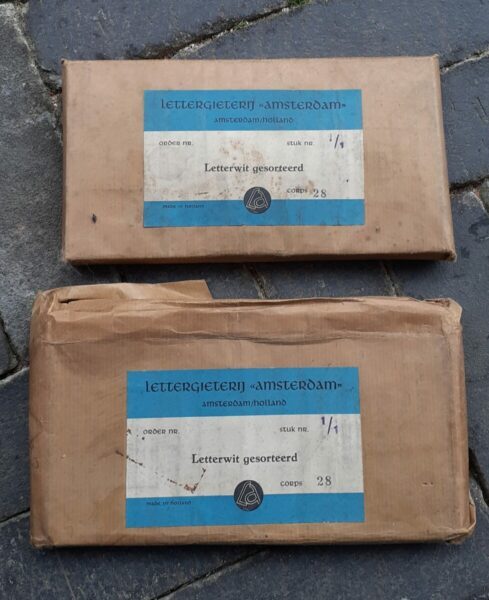 Lettergieterij «Amsterdam»
Amsterdam/Holland
Order nr. Stuk nr. 1/1
Letterwit gesorteerd
Corps 28
Made in Holland
Lettergieterij «Amsterdam»
Amsterdam/Holland
Order nr. Stuk nr. 1/1
Letterwit gesorteerd
Corps 28
Made in Holland